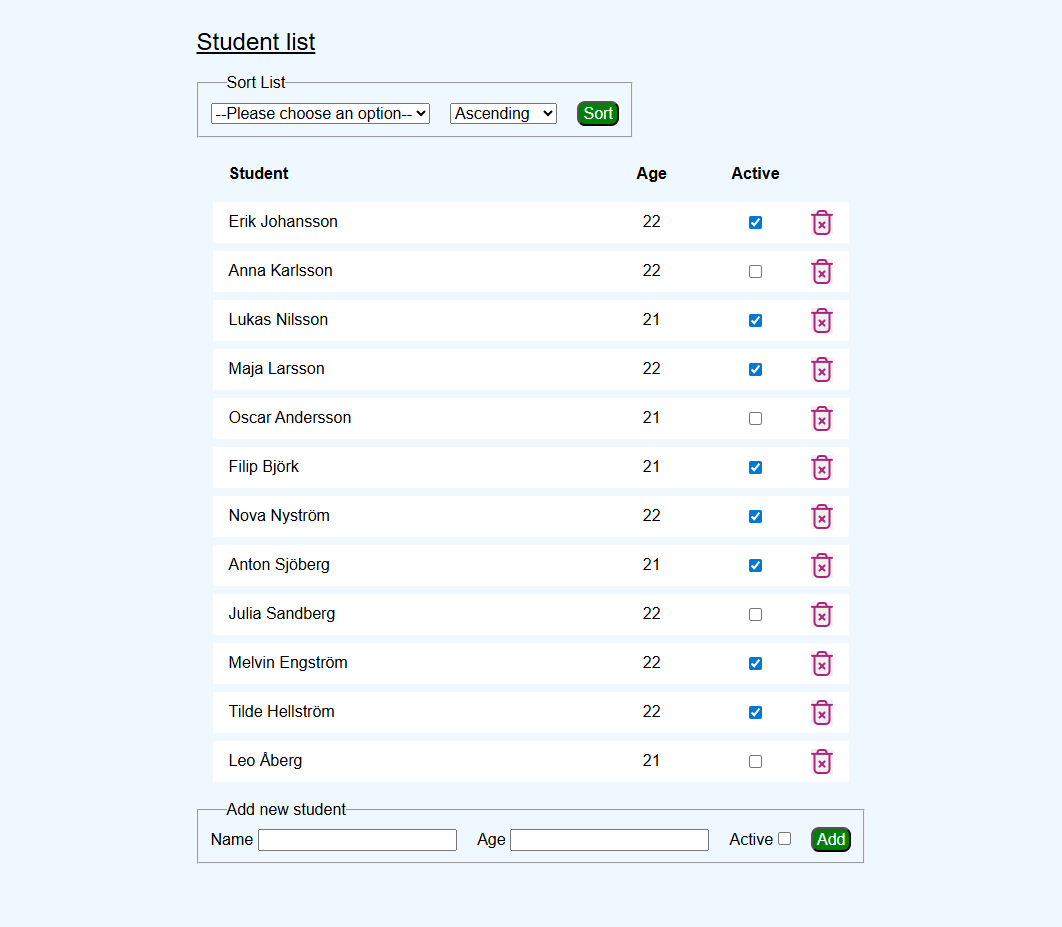 Student list
Sort List
--Please choose an option-- Ascending Sort
Student Age Active
Erik Johansson 22
Anna Karlsson 22
Lukas Nilsson 21
Maja Larsson 22
Oscar Andersson 21
Filip Björk 21
Nova Nyström 22
Anton Sjöberg 21
Julia Sandberg 22
Melvin Engström 22
Tilde Hellström 22
Leo Åberg 21
Add new student
Name Age Active Add